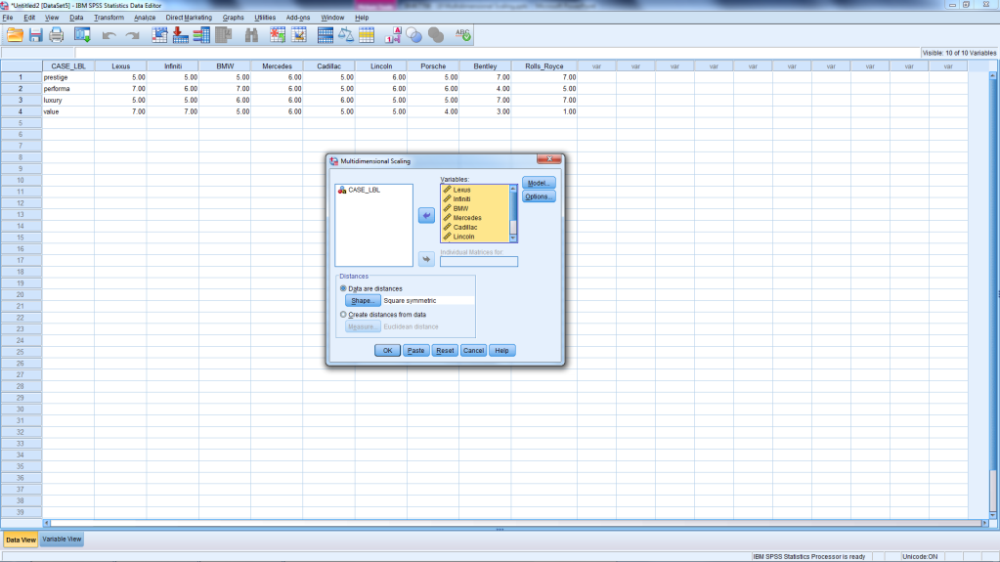 *Untitled2 [DataSet5] - IBM SPSS Statistics Data Editor
File Edit View Data Transform Analyze Direct Marketing Graphs Utilities Add-ons Window Help
Visible: 10 of 10 Variables
CASE_LBL Lexus Infiniti BMW Mercedes Cadillac Lincoln Porsche Bentley Rolls_Royce var var var var var var var var var var
1 prestige 5.00 5.00 5.00 6.00 5.00 6.00 5.00 7.00 7.00
2 performa 7.00 6.00 7.00 6.00 5.00 6.00 6.00 4.00 5.00
3 luxury 5.00 5.00 6.00 6.00 6.00 5.00 5.00 7.00 7.00
4 value 7.00 7.00 5.00 6.00 5.00 5.00 4.00 3.00 1.00
5
6
7
8
9
10
11
12
13
14
15
16
17
18
19
20
21
22
23
24
25
26
27
28
29
30
31
32
33
34
35
36
37
38
39
Multidimensional Scaling
CASE_LBL
Variables:
Lexus
Infiniti
BMW
Mercedes
Cadillac
Lincoln
Model...
Options...
Individual Matrices for:
Distances
Data are distances
Shape... Square symmetric
Create distances from data
Measure... Euclidean distance
OK Paste Reset Cancel Help
Data View Variable View
IBM SPSS Statistics Processor is ready Unicode:ON